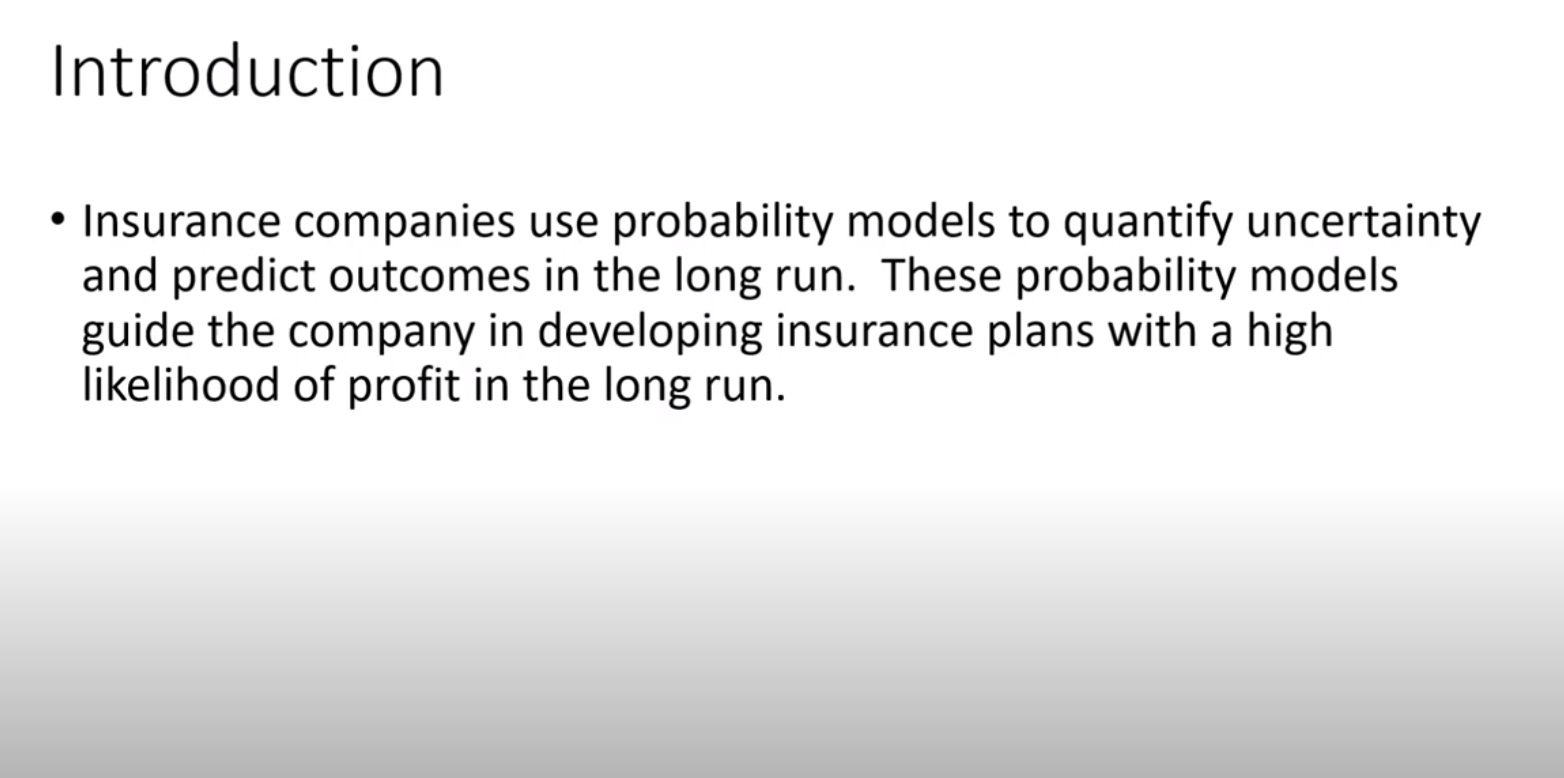 Introduction
• Insurance companies use probability models to quantify uncertainty
and predict outcomes in the long run.  These probability models
guide the company in developing insurance plans with a high
likelihood of profit in the long run.